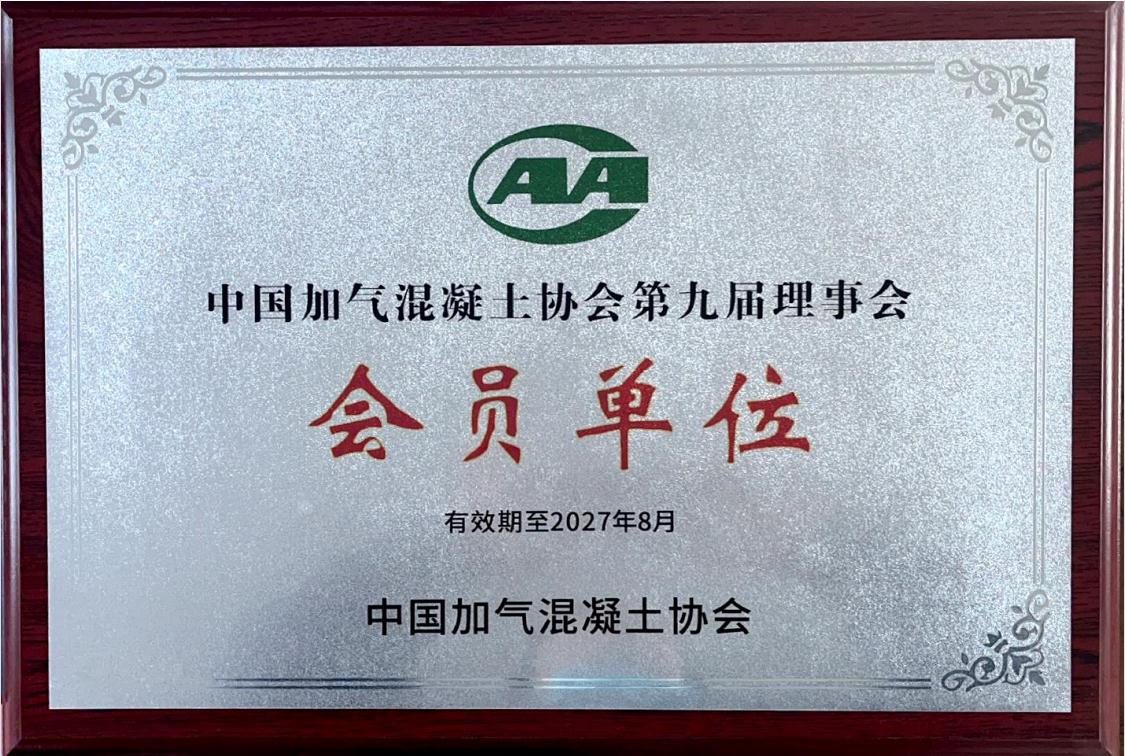 AA
中国加气混凝土协会第九届理事会
会员单位
有效期至2027年8月
中国加气混凝土协会